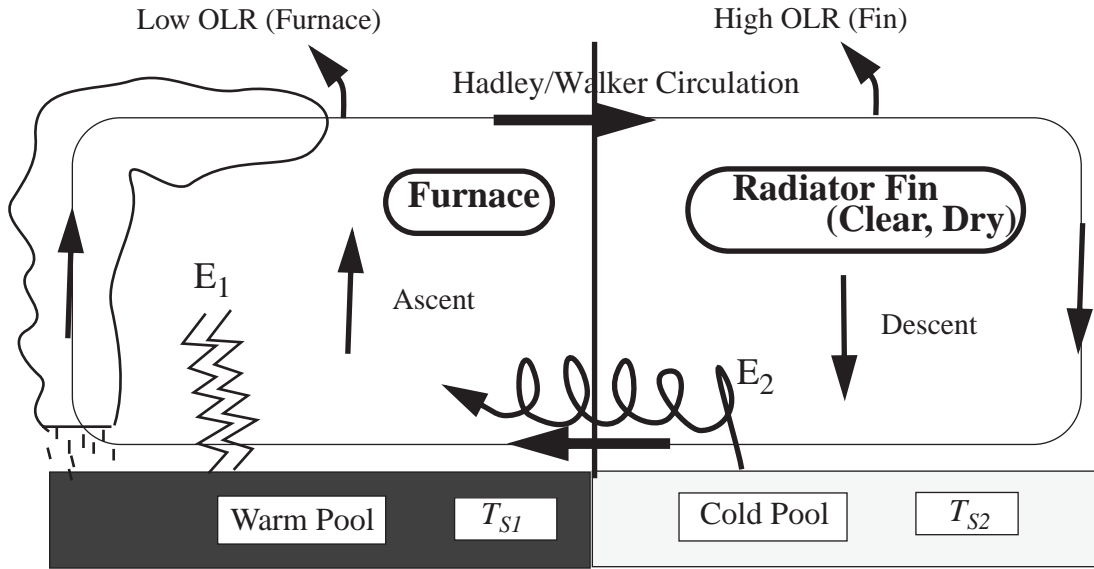 Low OLR (Furnace)
High OLR (Fin)
Hadley/Walker Circulation
Furnace
Radiator Fin
(Clear, Dry)
E1
Ascent
Descent
E2
Warm Pool
TS1
Cold Pool
TS2